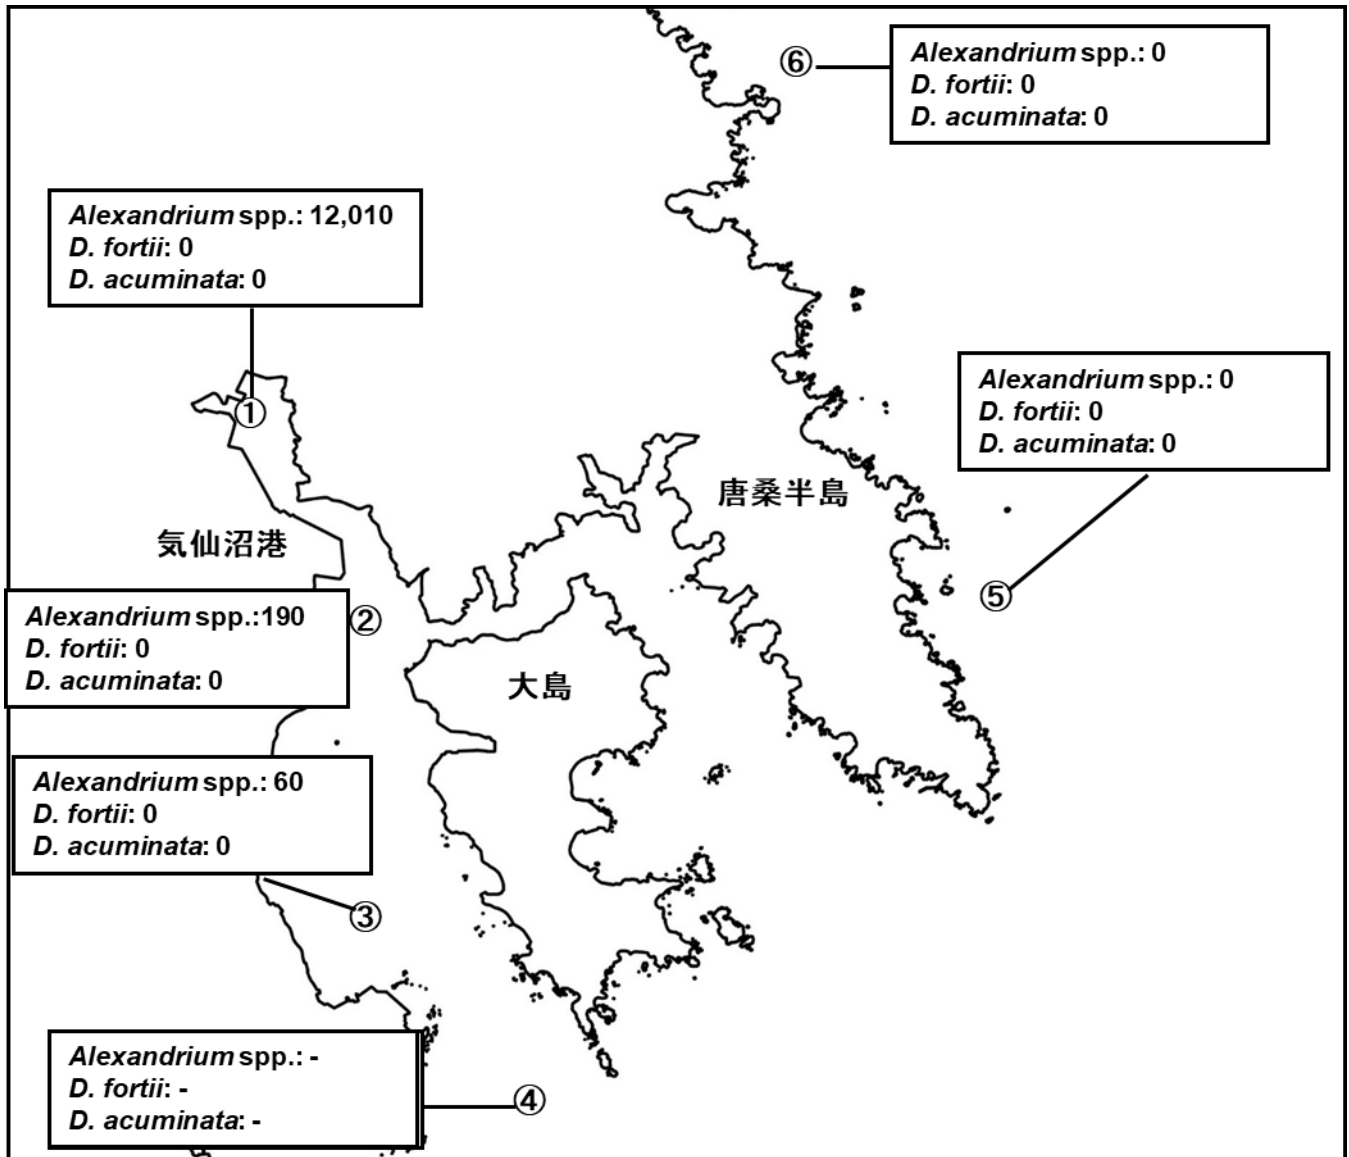 ⑥
Alexandrium spp.: 0
D. fortii: 0
D. acuminata: 0
Alexandrium spp.: 12,010
D. fortii: 0
D. acuminata: 0
①
Alexandrium spp.: 0
D. fortii: 0
D. acuminata: 0
唐桑半島
気仙沼港
⑤
Alexandrium spp.:190
D. fortii: 0
D. acuminata: 0
②
大島
Alexandrium spp.: 60
D. fortii: 0
D. acuminata: 0
③
Alexandrium spp.: -
D. fortii: -
D. acuminata: -
④